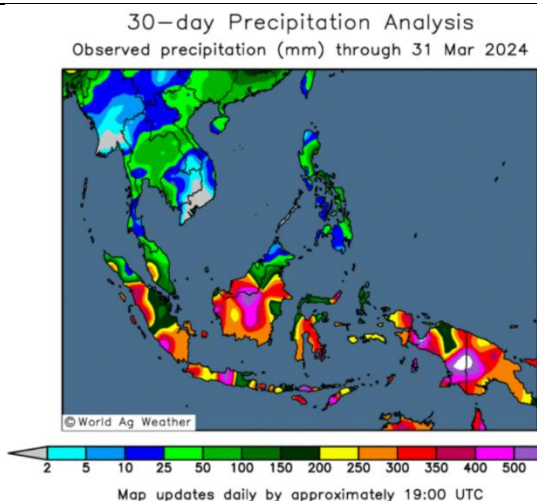 30-day Precipitation Analysis
Observed precipitation (mm) through 31 Mar 2024
© World Ag Weather
2 5 10 25 50 100 150 200 250 300 350 400 500
Map updates daily by approximately 19:00 UTC